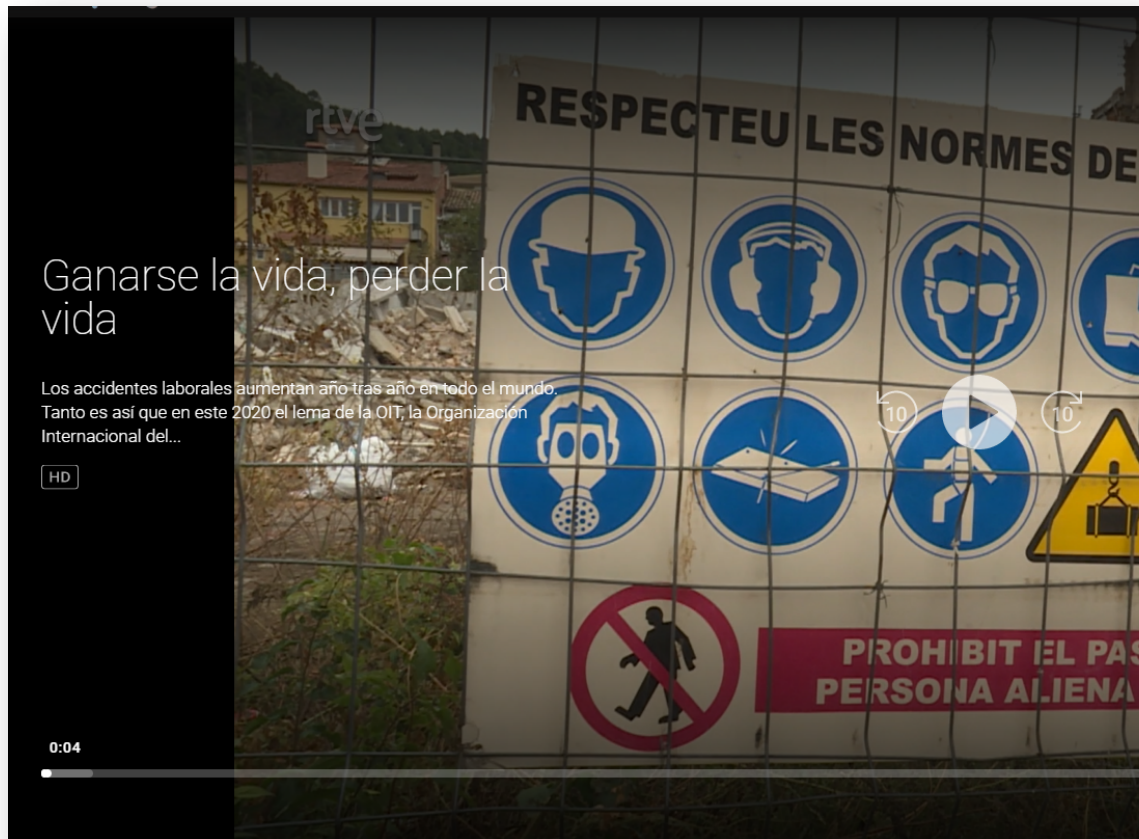 rtve
RESPECTEU LES NORMES DE
Ganarse la vida, perder la
vida
Los accidentes laborales aumentan año tras año en todo el mundo.
Tanto es así que en este 2020 el lema de la OIT, la Organización
Internacional del...
HD
10
10
PROHIBIT EL PAS
PERSONA ALIENA
0:04